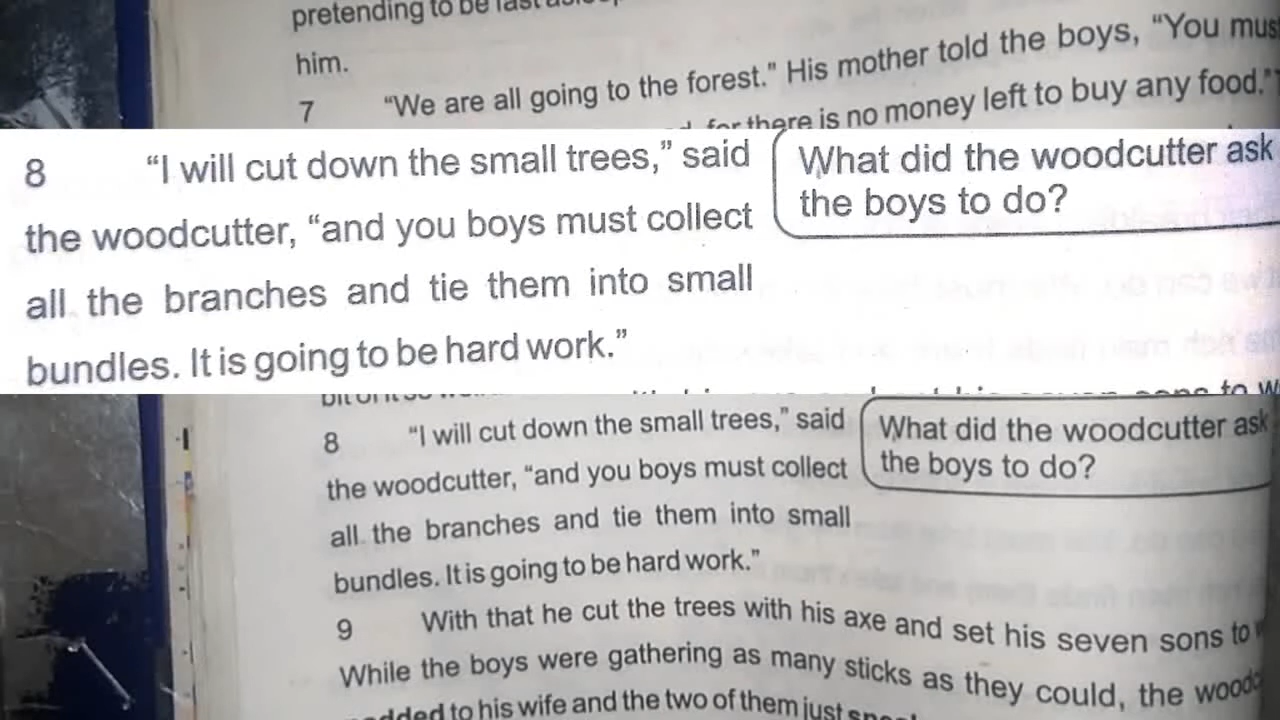 pretending to be
him.
7 “We are all going to the forest.” His mother told the boys, “You
for there is no money left to buy any food.”
8 “I will cut down the small trees,” said
the woodcutter, “and you boys must collect
all the branches and tie them into small
bundles. It is going to be hard work.”
What did the woodcutter ask
the boys to do?
8 “I will cut down the small trees,” said
the woodcutter, “and you boys must collect
all the branches and tie them into small
bundles. It is going to be hard work.”
What did the woodcutter ask
the boys to do?
9 With that he cut the trees with his axe and set his seven sons to
While the boys were gathering as many sticks as they could, the
to his wife and the two of them just